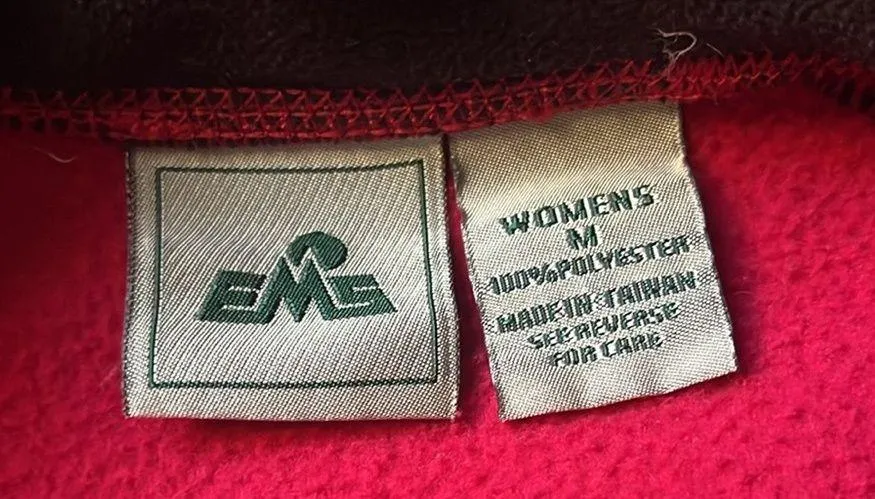 EMS
WOMENS
M
100%POLYESTER
MADE IN TAIWAN
SEE REVERSE
FOR CARE